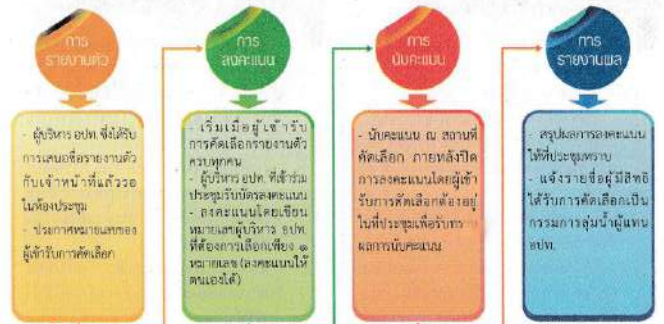 การ
รายงานตัว
- ผู้บริหาร อปท. ซึ่งได้รับ
การเสนอชื่อรายงานตัว
กับเจ้าหน้าที่แล้วรอ
ในห้องประชุม
- ประกาศหมายเลขของ
ผู้เข้ารับการคัดเลือก
การ
ลงคะแนน
- เริ่มเมื่อผู้เข้ารับ
การคัดเลือกรายงานตัว
ครบทุกคน
- ผู้บริหาร อปท. ที่เข้าร่วม
ประชุมรับบัตรลงคะแนน
- ลงคะแนนโดยเขียน
หมายเลขผู้บริหาร อปท.
ที่ต้องการเลือกเพียง ๑
หมายเลข (ลงคะแนนให้
ตนเองได้)
การ
นับคะแนน
- นับคะแนน ณ สถานที่
คัดเลือก ภายหลังปิด
การลงคะแนนโดยผู้เข้า
รับการคัดเลือกต้องอยู่
ในที่ประชุมเพื่อรับทราบ
ผลการนับคะแนน
การ
รายงานผล
- สรุปผลการลงคะแนน
ให้ที่ประชุมทราบ
- แจ้งรายชื่อผู้มีสิทธิ
ได้รับการคัดเลือกเป็น
กรรมการลุ่มน้ำผู้แทน
อปท.